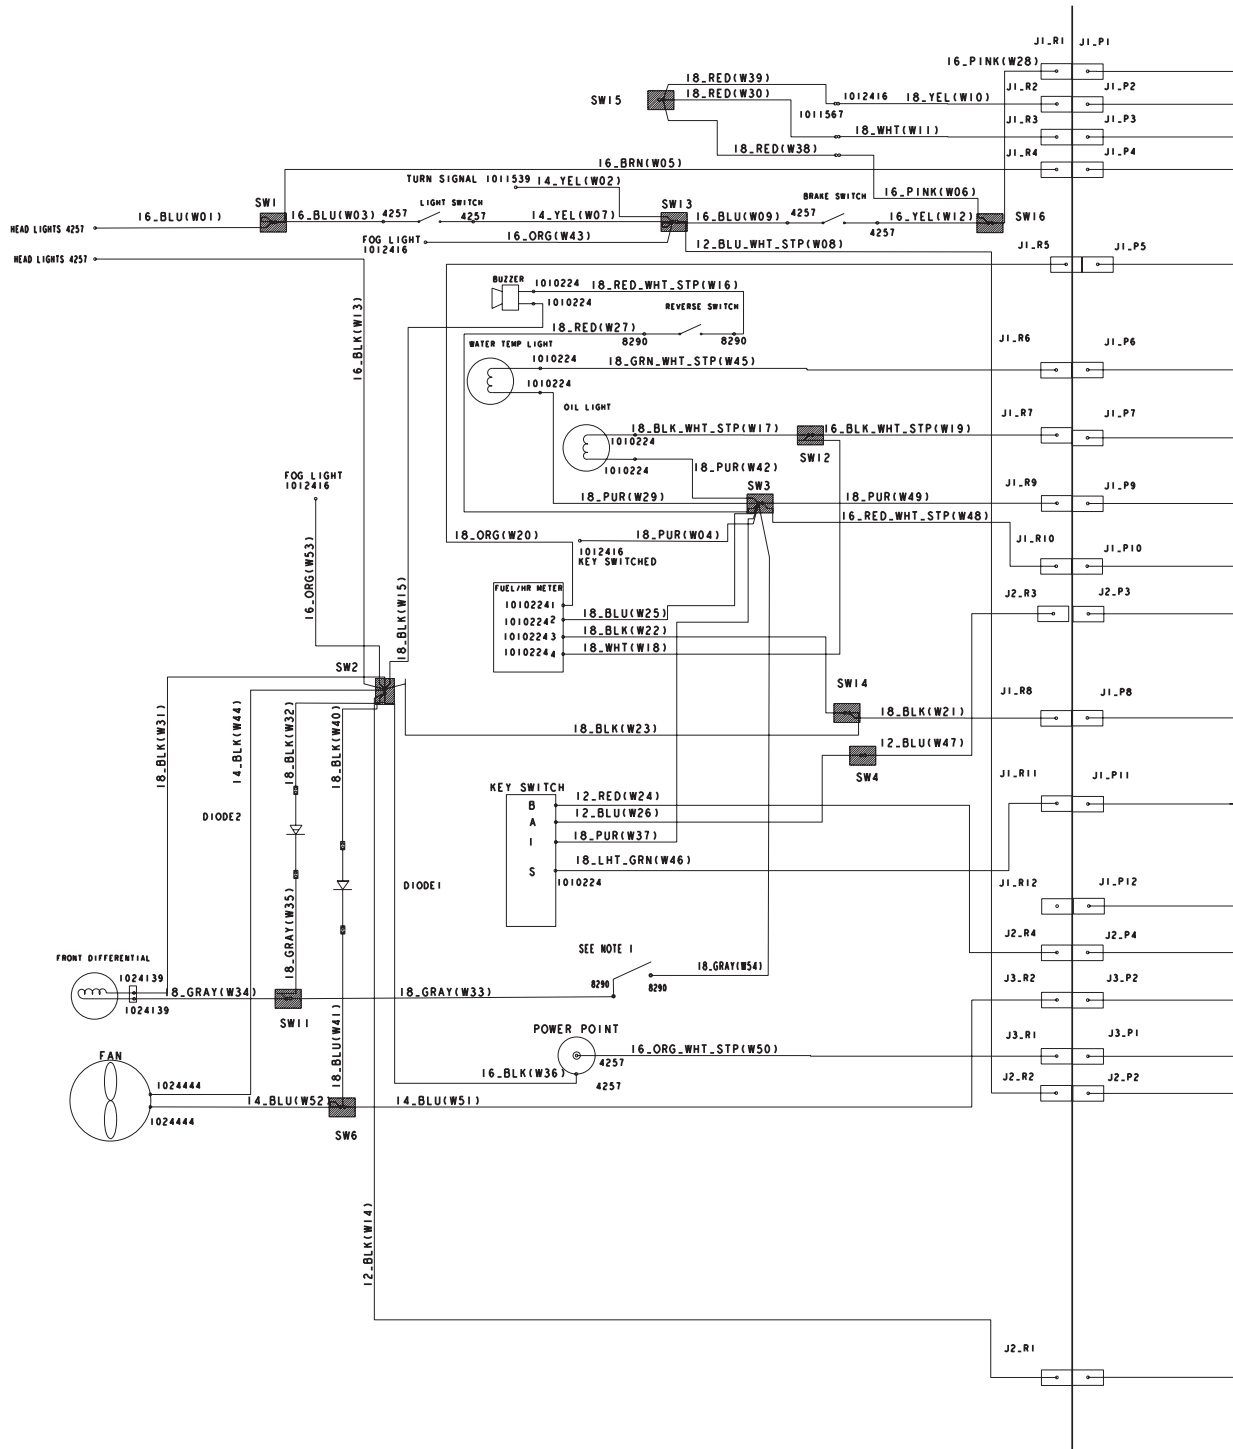 J1_R1 J1_P1
16_PINK(W28)
18_RED(W39)
J1_R2 J1_P2
SW15
18_RED(W30)
1012416
18_YEL(W10)
1011567
J1_R3 J1_P3
18_WHT(W11)
18_RED(W38)
J1_R4 J1_P4
16_BRN(W05)
TURN SIGNAL 1011539
14_YEL(W02)
BRAKE SWITCH
16_PINK(W06)
SW1
LIGHT SWITCH
SW13
HEAD LIGHTS 4257
16_BLU(W01)
16_BLU(W03)
4257
4257
14_YEL(W07)
16_BLU(W09)
4257
4257
16_YEL(W12)
SW16
FOG LIGHT
1012416
16_ORG(W43)
12_BLU_WHT_STP(W08)
J1_R5 J1_P5
HEAD LIGHTS 4257
BUZZER
1010224
1010224
18_RED_WHT_STP(W16)
REVERSE SWITCH
16_BLK(W13)
18_RED(W27)
8290
8290
WATER TEMP LIGHT
1010224
1010224
18_GRN_WHT_STP(W45)
J1_R6 J1_P6
OIL LIGHT
1010224
1010224
18_BLK_WHT_STP(W17)
16_BLK_WHT_STP(W19)
SW12
J1_R7 J1_P7
18_PUR(W42)
FOG LIGHT
1012416
SW3
18_PUR(W29)
18_PUR(W49)
J1_R9 J1_P9
16_RED_WHT_STP(W48)
18_ORG(W20)
18_PUR(W04)
1012416
KEY SWITCHED
J1_R10 J1_P10
16_ORG(W53)
18_BLK(W15)
FUEL/HR METER
1010224 1
1010224 2
1010224 3
1010224 4
18_BLU(W25)
18_BLK(W22)
18_WHT(W18)
J2_R3 J2_P3
SW2
SW14
J1_R8 J1_P8
18_BLK(W31)
14_BLK(W44)
18_BLK(W32)
18_BLK(W40)
18_BLK(W23)
18_BLK(W21)
12_BLU(W47)
SW4
J1_R11 J1_P11
KEY SWITCH
B
A
I
S
12_RED(W24)
12_BLU(W26)
18_PUR(W37)
18_LHT_GRN(W46)
1010224
DIODE2
DIODE1
J1_R12 J1_P12
18_GRAY(W35)
J2_R4 J2_P4
FRONT DIFFERENTIAL
1024139
1024139
18_GRAY(W34)
SW11
18_GRAY(W33)
SEE NOTE 1
8290
8290
18_GRAY(W54)
J3_R2 J3_P2
18_BLU(W41)
POWER POINT
16_ORG_WHT_STP(W50)
4257
4257
J3_R1 J3_P1
FAN
1024444
1024444
16_BLK(W36)
14_BLU(W52)
14_BLU(W51)
SW6
J2_R2 J2_P2
12_BLK(W14)
J2_R1